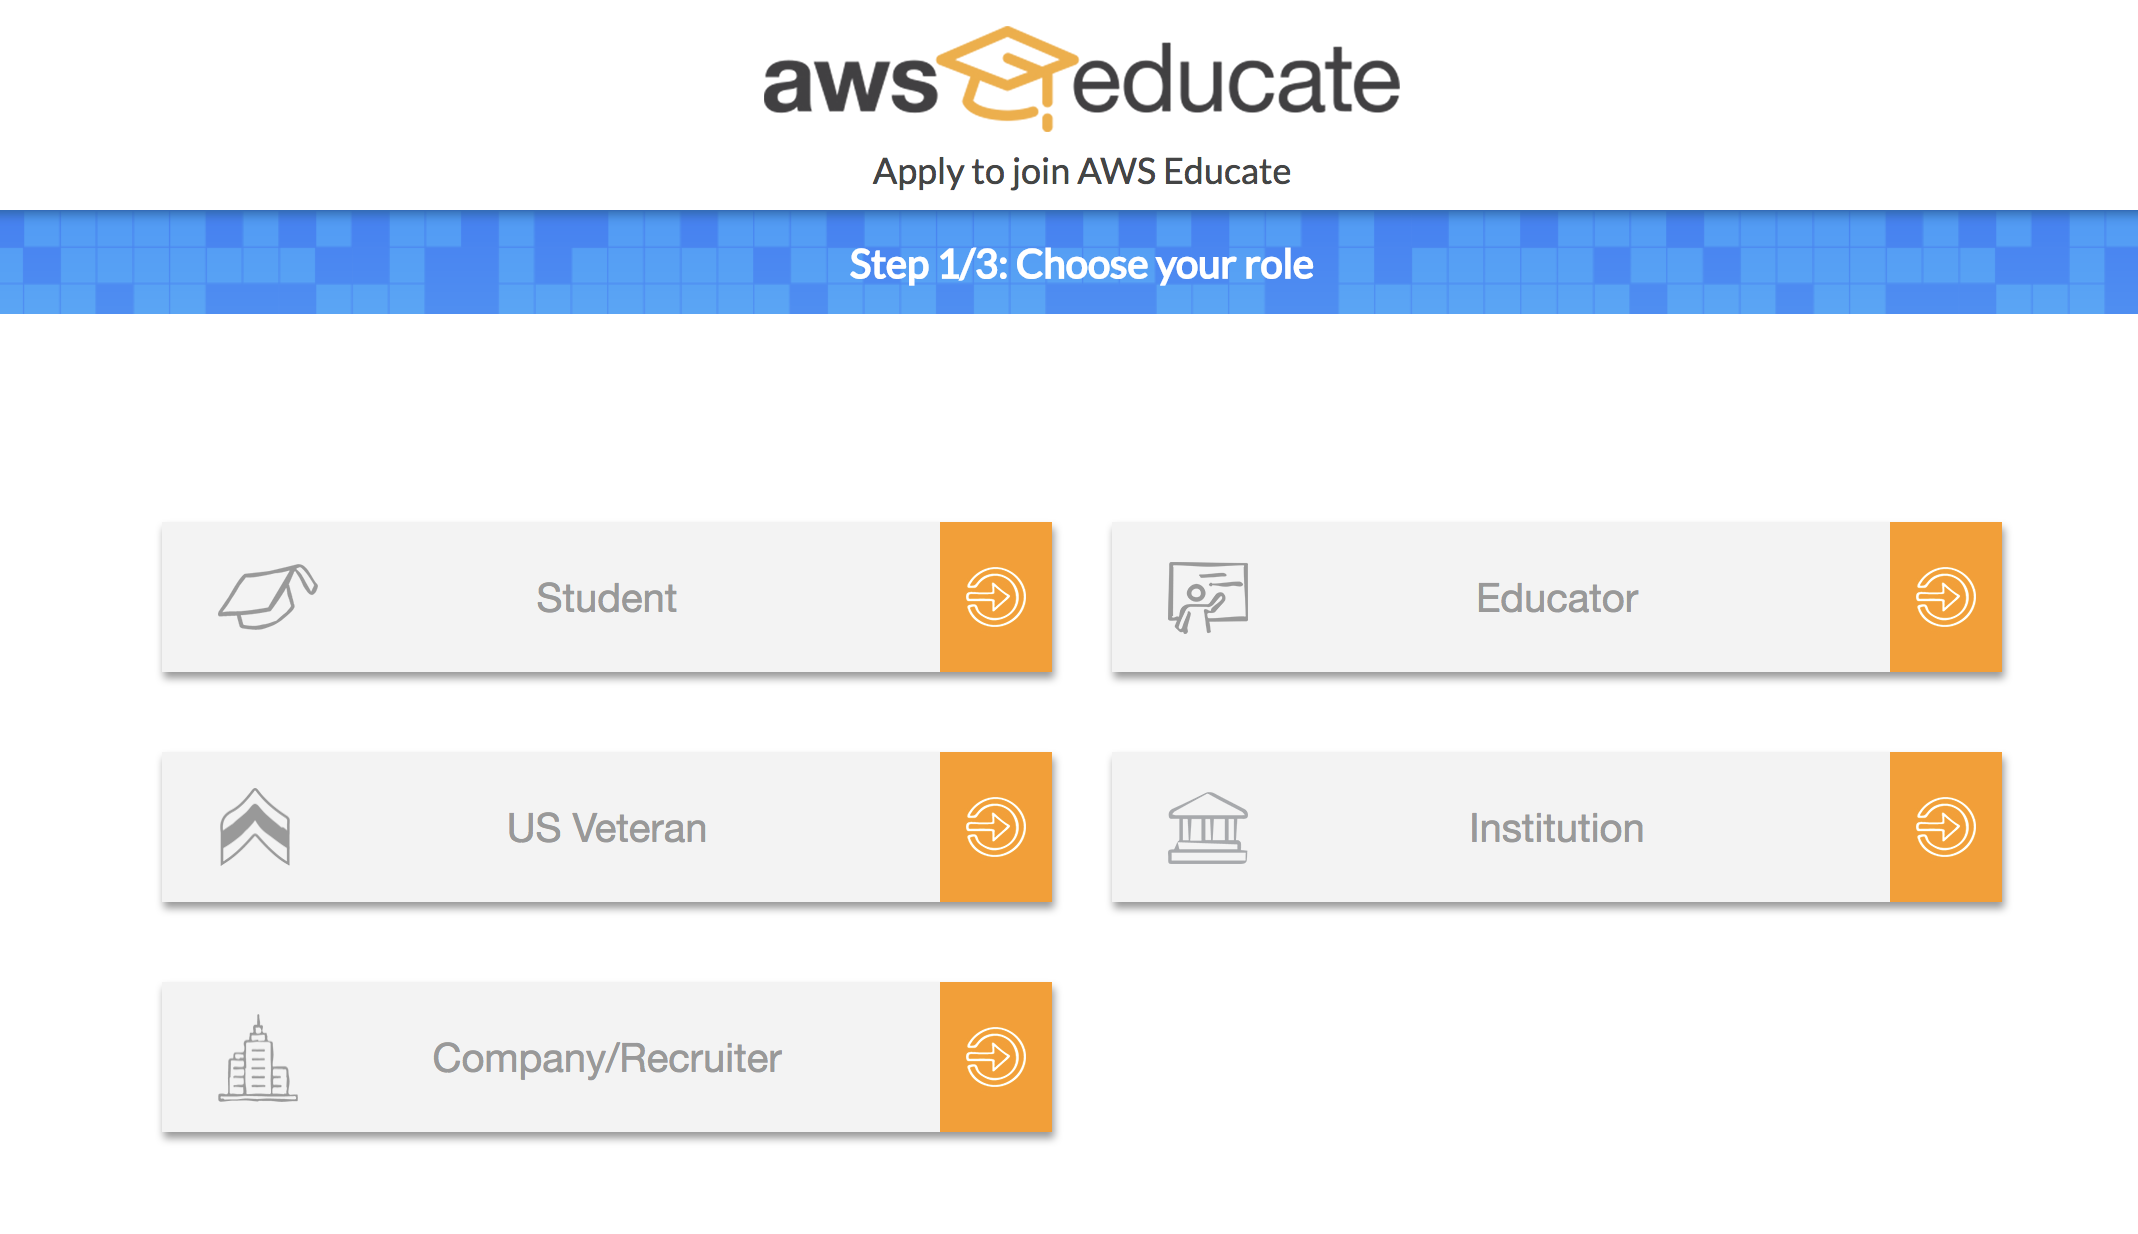 aws educate
Apply to join AWS Educate
Step 1/3: Choose your role
Student
Educator
US Veteran
Institution
Company/Recruiter